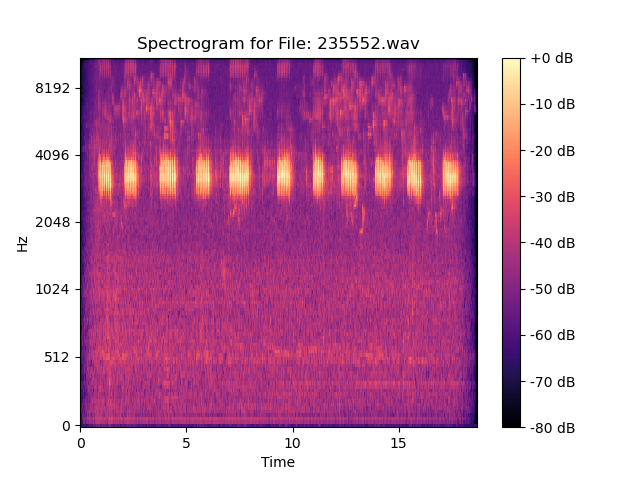 Spectrogram for File: 235552.wav
8192
4096
2048
1024
512
0
Hz
0
5
10
15
Time
+0 dB
-10 dB
-20 dB
-30 dB
-40 dB
-50 dB
-60 dB
-70 dB
-80 dB